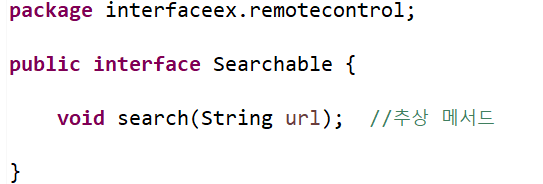 package interfaceex.remotecontrol;
public interface Searchable {
void search(String url);  //추상 메서드
}